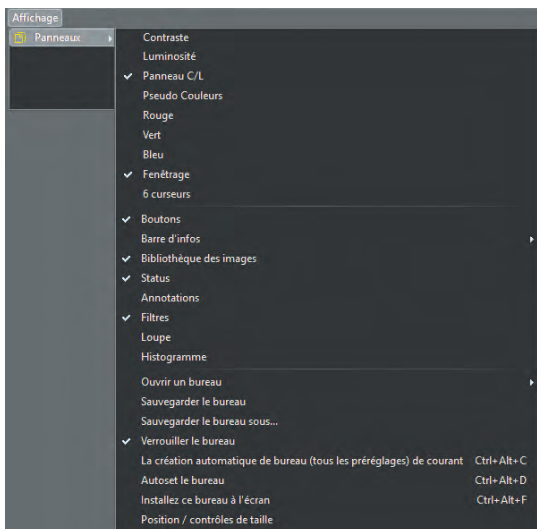 Affichage
Panneaux
Contraste
Luminosité
Panneau C/L
Pseudo Couleurs
Rouge
Vert
Bleu
Fenêtrage
6 curseurs
Boutons
Barre d'infos
Bibliothèque des images
Status
Annotations
Filtres
Loupe
Histogramme
Ouvrir un bureau
Sauvegarder le bureau
Sauvegarder le bureau sous...
Verrouiller le bureau
La création automatique de bureau (tous les préréglages) de courant Ctrl+Alt+C
Autoset le bureau Ctrl+Alt+D
Installez ce bureau à l'écran Ctrl+Alt+F
Position / contrôles de taille